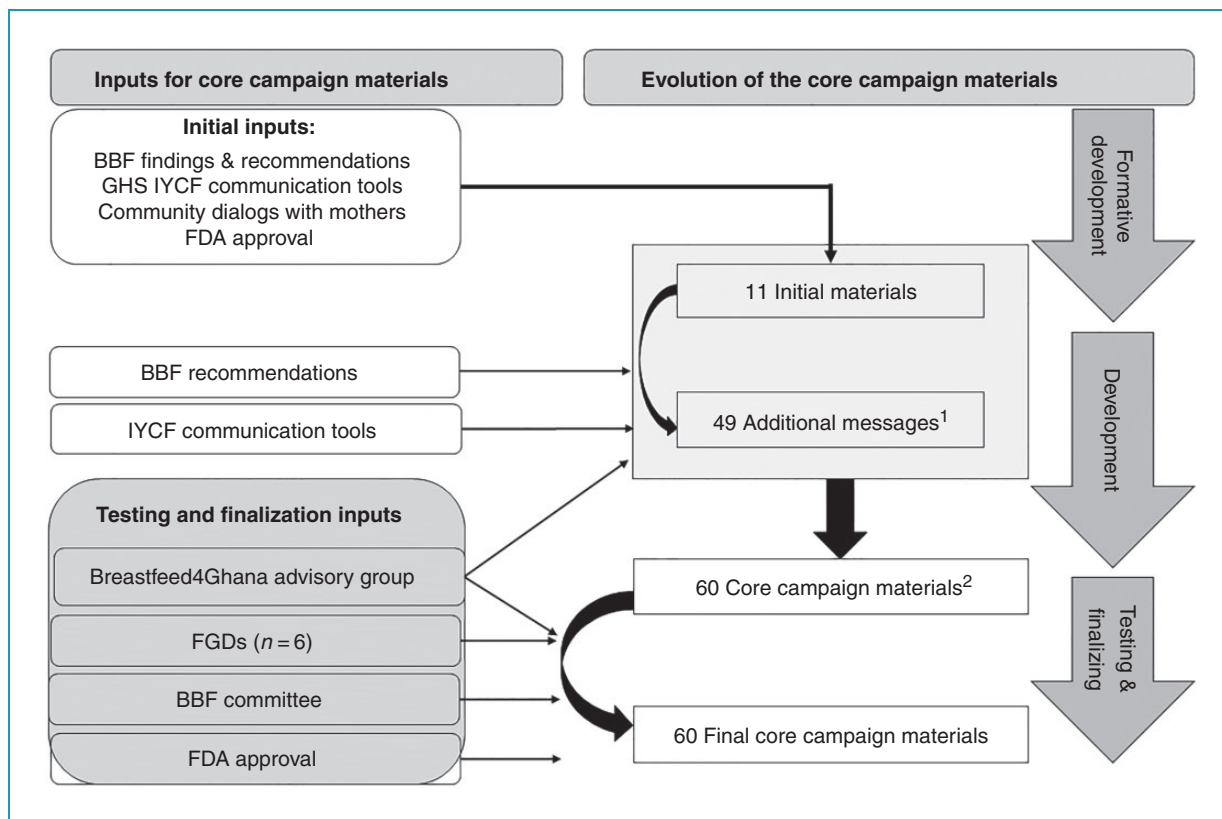 Inputs for core campaign materials
Evolution of the core campaign materials
Initial inputs:
BBF findings & recommendations
GHS IYCF communication tools
Community dialogs with mothers
FDA approval
Formative
development
11 Initial materials
BBF recommendations
IYCF communication tools
49 Additional messages1
Development
Testing and finalization inputs
Breastfeed4Ghana advisory group
FGDs (n = 6)
BBF committee
FDA approval
60 Core campaign materials2
60 Final core campaign materials
Testing &
finalizing